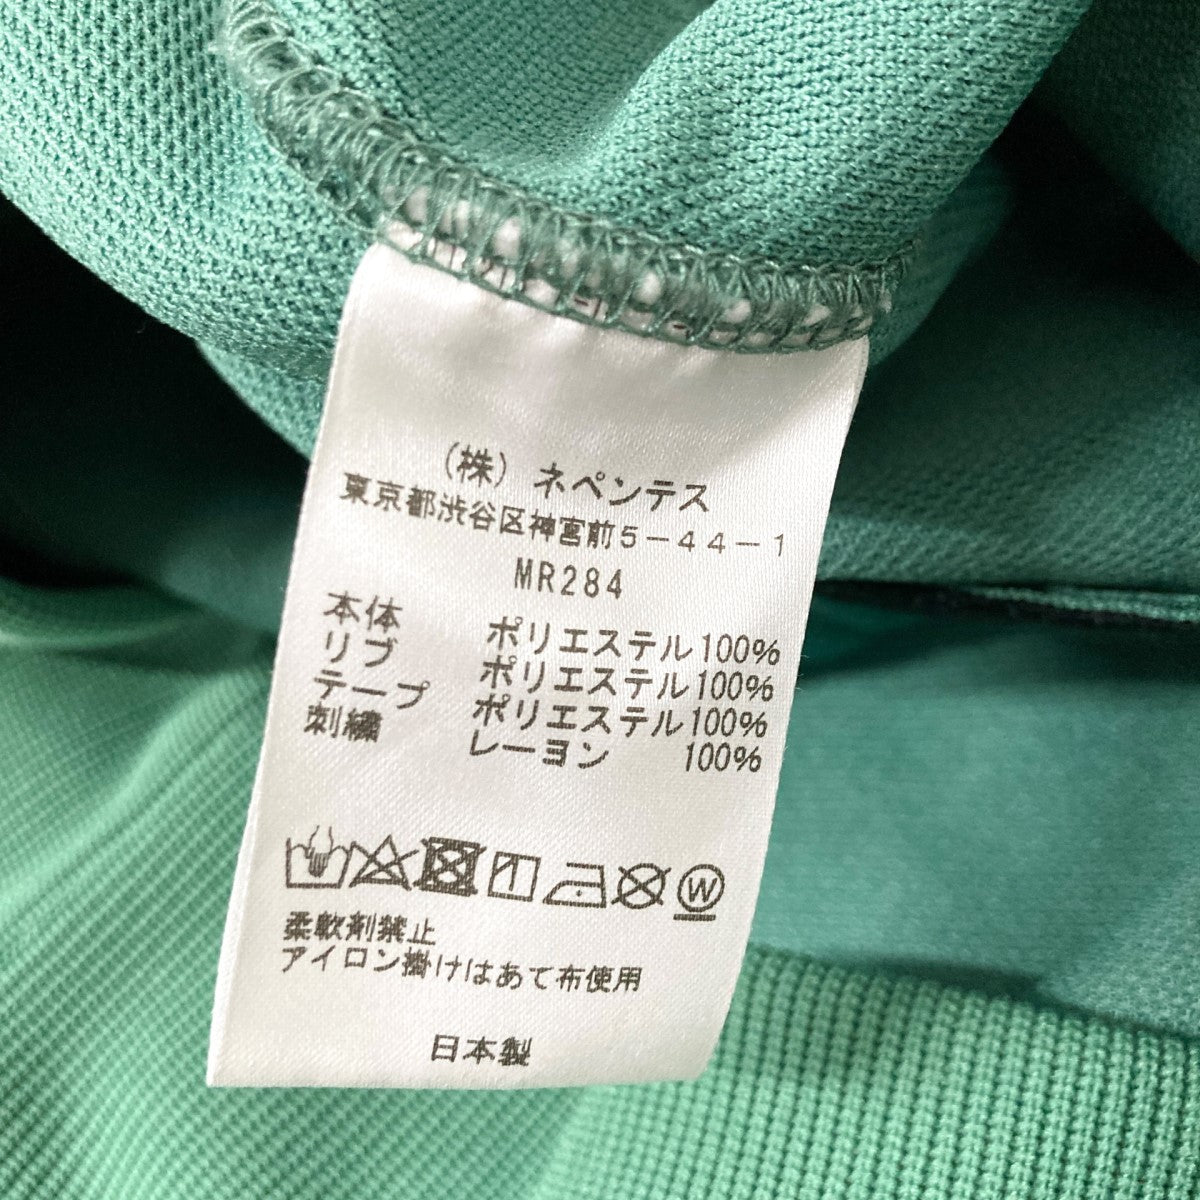 （株）ネペンテス
東京都渋谷区神宮前５－４４－１
MR284
本体 ポリエステル100%
リブ ポリエステル100%
テープ ポリエステル100%
刺繍 レーヨン 100%
W
柔軟剤禁止
アイロン掛けはあて布使用
日本製